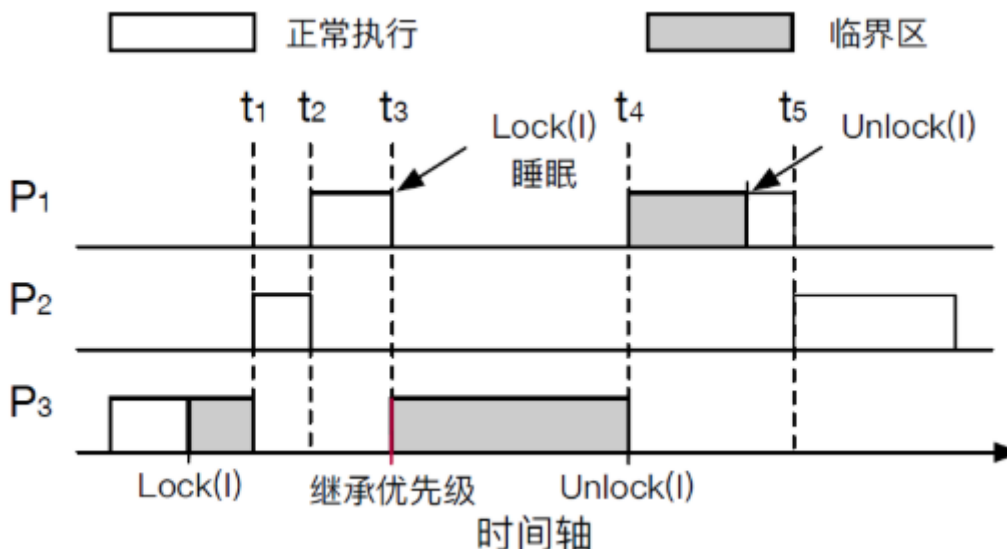 正常执行 临界区
t1 t2 t3 t4 t5
Lock(l) Unlock(l)
睡眠
P1
P2
P3
Lock(l) 继承优先级 Unlock(l)
时间轴